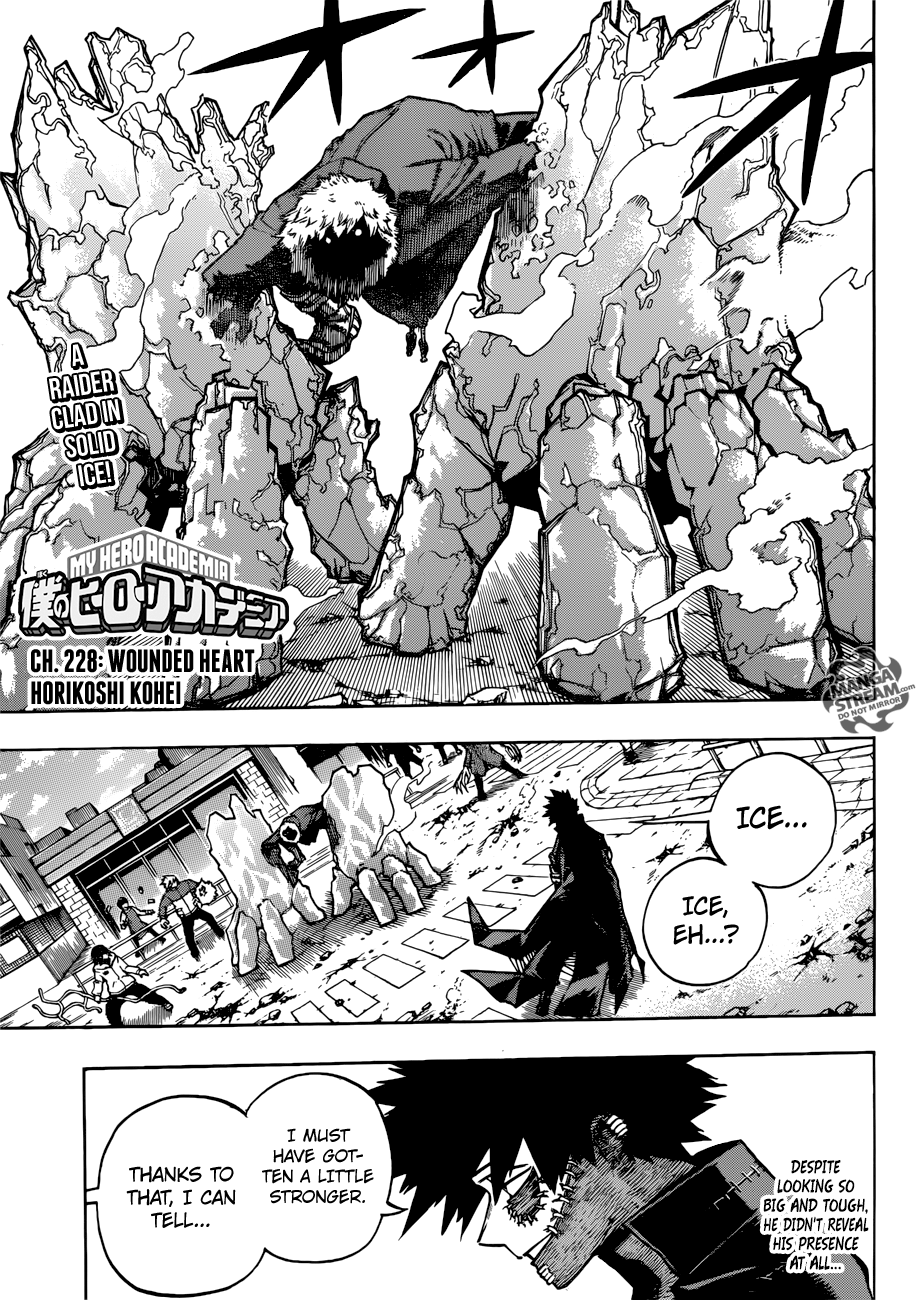 A
RAIDER
CLAD IN
SOLID
ICE!
MY HERO ACADEMIA
僕のヒーローアカデミア
CH. 228: WOUNDED HEART
HORIKOSHI KOHEI
MANGA
STREAM.com
DO NOT MIRROR
ICE...
ICE,
EH...?
I MUST
HAVE GOT-
TEN A LITTLE
STRONGER.
THANKS TO
THAT, I CAN
TELL...
DESPITE
LOOKING SO
BIG AND TOUGH,
HE DIDN'T REVEAL
HIS PRESENCE
AT ALL...